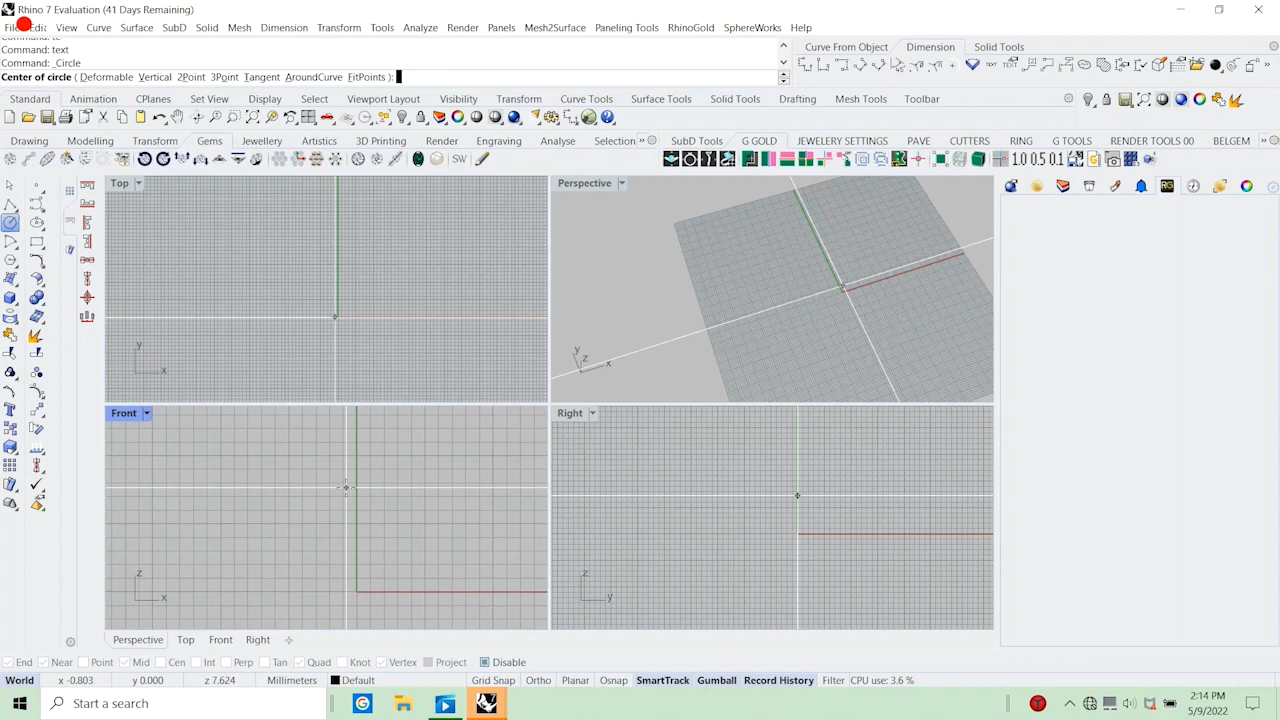 Rhino 7 Evaluation (41 Days Remaining)
File Edit View Curve Surface SubD Solid Mesh Dimension Transform Tools Analyze Render Panels Mesh2Surface Paneling Tools RhinoGold SphereWorks Help
Command: text
Command: _Circle
Center of circle ( Deformable Vertical 2Point 3Point Tangent AroundCurve FitPoints ):
Curve From Object Dimension Solid Tools
Standard Animation CPlanes Set View Display Select Viewport Layout Visibility Transform Curve Tools Surface Tools Solid Tools Drafting Mesh Tools Toolbar
Drawing Modelling Transform Gems Jewellery Artistics 3D Printing Render Engraving Analyse Selection SubD Tools G GOLD JEWELRY SETTINGS PAVE CUTTERS RING G TOOLS RENDER TOOLS 00 BELGEM
SW 1.0 0.5 0.1
Top
Perspective
y
x
y
z
x
Front
Right
z
x
z
y
Perspective Top Front Right
End Near Point Mid Cen Int Perp Tan Quad Knot Vertex Project Disable
World x -0.803 y 0.000 z 7.624 Millimeters Default Grid Snap Ortho Planar Osnap SmartTrack Gumball Record History Filter CPU use: 3.6 %
Start a search
2:14 PM
5/9/2022